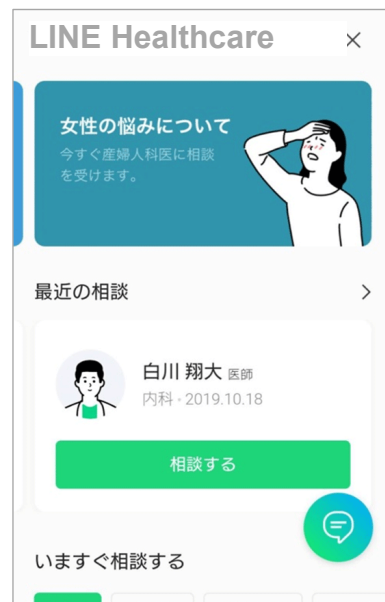 LINE Healthcare
女性の悩みについて
今すぐ産婦人科医に相談
を受けます。
最近の相談
白川 翔大 医師
内科・2019.10.18
相談する
いますぐ相談する